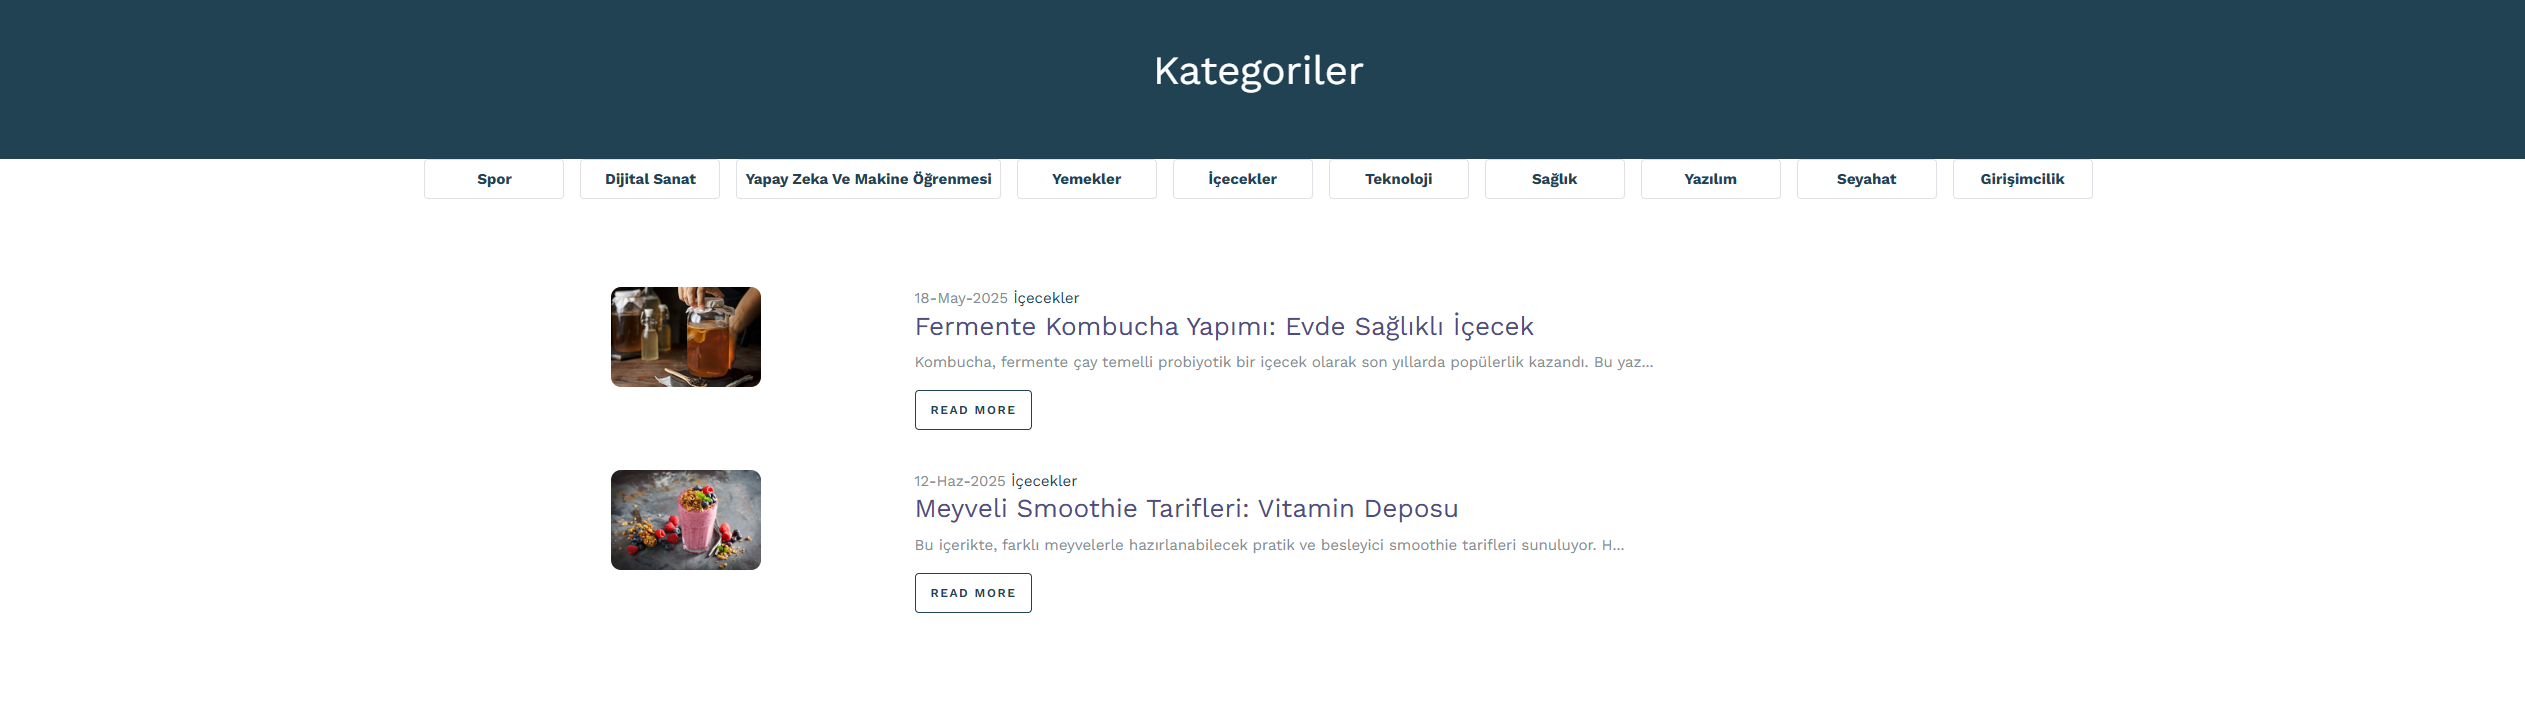 Kategoriler
Spor
Dijital Sanat
Yapay Zeka Ve Makine Öğrenmesi
Yemekler
İçecekler
Teknoloji
Sağlık
Yazılım
Seyahat
Girişimcilik
18-May-2025 İçecekler
Fermente Kombucha Yapımı: Evde Sağlıklı İçecek
Kombucha, fermente çay temelli probiyotik bir içecek olarak son yıllarda popülerlik kazandı. Bu yaz...
READ MORE
12-Haz-2025 İçecekler
Meyveli Smoothie Tarifleri: Vitamin Deposu
Bu içerikte, farklı meyvelerle hazırlanabilecek pratik ve besleyici smoothie tarifleri sunuluyor. H...
READ MORE